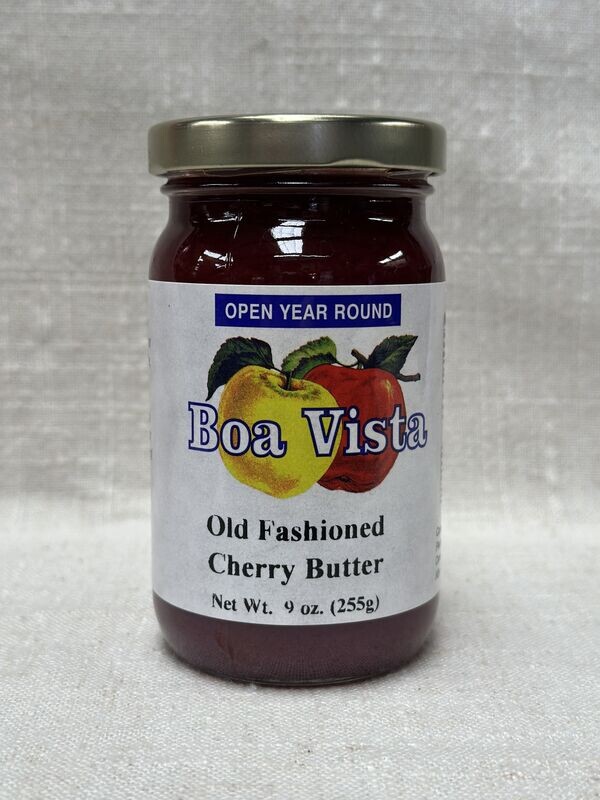 OPEN YEAR ROUND
Boa Vista
Old Fashioned
Cherry Butter
Net Wt. 9 oz. (255g)